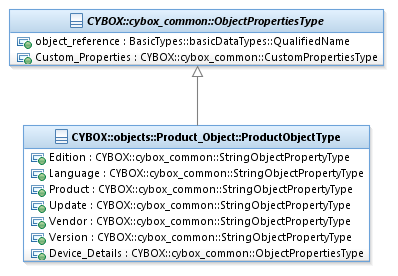 CYBOX::cybox_common::ObjectPropertiesType
object_reference : BasicTypes::basicDataTypes::QualifiedName
Custom_Properties : CYBOX::cybox_common::CustomPropertiesType
CYBOX::objects::Product_Object::ProductObjectType
Edition : CYBOX::cybox_common::StringObjectPropertyType
Language : CYBOX::cybox_common::StringObjectPropertyType
Product : CYBOX::cybox_common::StringObjectPropertyType
Update : CYBOX::cybox_common::StringObjectPropertyType
Vendor : CYBOX::cybox_common::StringObjectPropertyType
Version : CYBOX::cybox_common::StringObjectPropertyType
Device_Details : CYBOX::cybox_common::ObjectPropertiesType